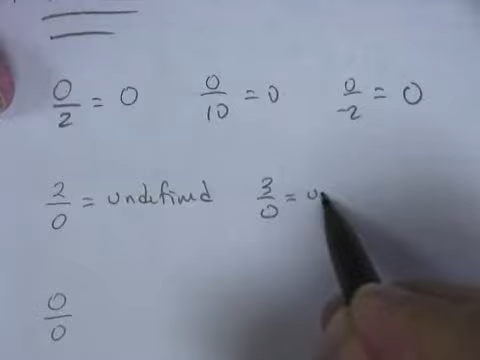 0/2 = 0 0/10 = 0 0/-2 = 0
2/0 = undefined 3/0 = u
0/0